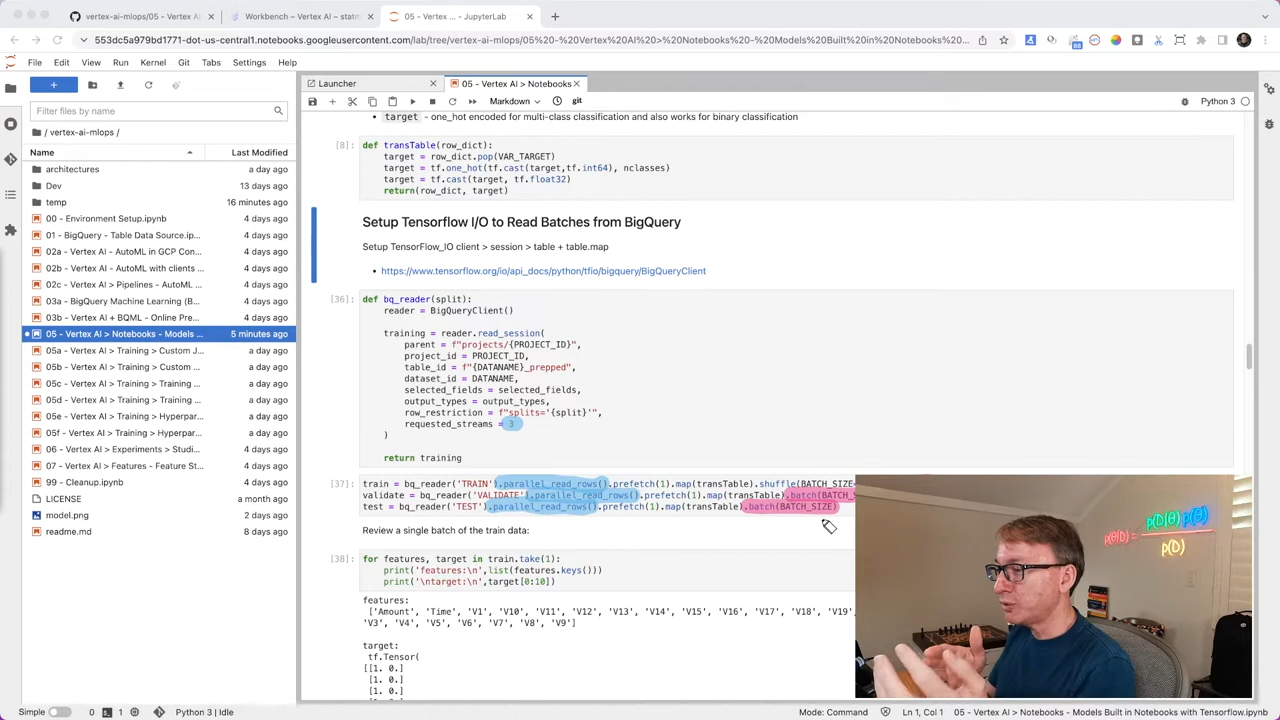 vertex-ai-mlops/05 - Vertex AI
Workbench – Vertex AI – statm
05 - Vertex ... - JupyterLab
553dc5a979bd1771-dot-us-central1.notebooks.googleusercontent.com/lab/tree/vertex-ai-mlops/05%20-%20Vertex%20AI%20>%20Notebooks%20-%20Models%20Built%20in%20Notebooks%20...
File Edit View Run Kernel Git Tabs Settings Help
Filter files by name
/ vertex-ai-mlops /
Name Last Modified
architectures a day ago
Dev 13 days ago
temp 16 minutes ago
00 - Environment Setup.ipynb 4 days ago
01 - BigQuery - Table Data Source.ip... 4 days ago
02a - Vertex AI - AutoML in GCP Con... 4 days ago
02b - Vertex AI - AutoML with clients ... 4 days ago
02c - Vertex AI > Pipelines - AutoML ... 4 days ago
03a - BigQuery Machine Learning (B... 4 days ago
03b - Vertex AI + BQML - Online Pre... 4 days ago
05 - Vertex AI > Notebooks - Models ... 5 minutes ago
05a - Vertex AI > Training > Custom J... a day ago
05b - Vertex AI > Training > Custom ... a day ago
05c - Vertex AI > Training > Training ... a day ago
05d - Vertex AI > Training > Training ... a day ago
05e - Vertex AI > Training > Hyperpar... a day ago
05f - Vertex AI > Training > Hyperpar... a day ago
06 - Vertex AI > Experiments > Studi... a day ago
07 - Vertex AI > Features - Feature St... a day ago
99 - Cleanup.ipynb 4 days ago
LICENSE a month ago
model.png 2 days ago
readme.md 8 days ago
Launcher
05 - Vertex AI > Notebooks
Markdown git Python 3
• target - one_hot encoded for multi-class classification and also works for binary classification
[8]: def transTable(row_dict):
target = row_dict.pop(VAR_TARGET)
target = tf.one_hot(tf.cast(target,tf.int64), nclasses)
target = tf.cast(target, tf.float32)
return(row_dict, target)
Setup Tensorflow I/O to Read Batches from BigQuery
Setup TensorFlow_IO client > session > table + table.map
• https://www.tensorflow.org/io/api_docs/python/tfio/bigquery/BigQueryClient
[36]: def bq_reader(split):
reader = BigQueryClient()
training = reader.read_session(
parent = f"projects/{PROJECT_ID}",
project_id = PROJECT_ID,
table_id = f"{DATANAME}_prepped",
dataset_id = DATANAME,
selected_fields = selected_fields,
output_types = output_types,
row_restriction = f"splits='{split}'",
requested_streams = 3
)
return training
[37]: train = bq_reader('TRAIN').parallel_read_rows().prefetch(1).map(transTable).shuffle(BATCH_SIZE
validate = bq_reader('VALIDATE').parallel_read_rows().prefetch(1).map(transTable).batch(BATCH_S
test = bq_reader('TEST').parallel_read_rows().prefetch(1).map(transTable).batch(BATCH_SIZE)
Review a single batch of the train data:
[38]: for features, target in train.take(1):
print('features:\n',list(features.keys()))
print('\ntarget:\n',target[0:10])
features:
['Amount', 'Time', 'V1', 'V10', 'V11', 'V12', 'V13', 'V14', 'V15', 'V16', 'V17', 'V18', 'V19'
'V3', 'V4', 'V5', 'V6', 'V7', 'V8', 'V9']
target:
tf.Tensor(
[[1. 0.]
[1. 0.]
[1. 0.]
[1. 0.]
Simple 0 1 Python 3 | Idle Mode: Command Ln 1, Col 1 05 - Vertex AI > Notebooks - Models Built in Notebooks with Tensorflow.ipynb